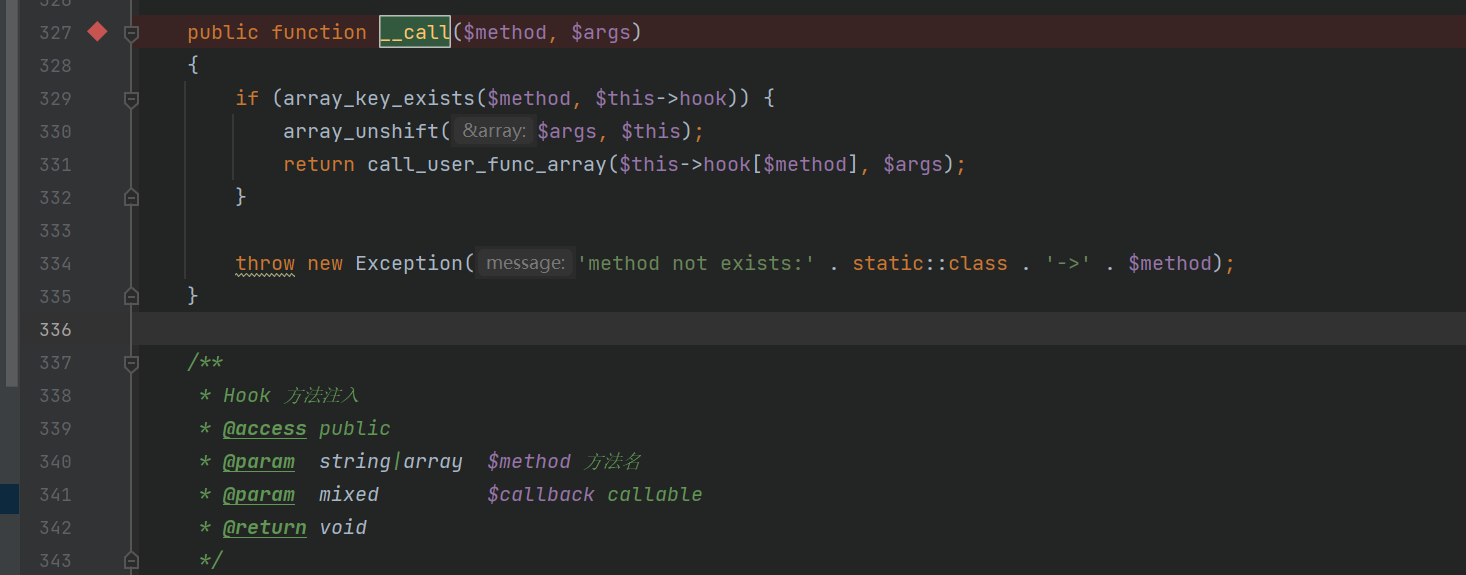 326
327 public function __call($method, $args)
328 {
329 if (array_key_exists($method, $this->hook)) {
330 array_unshift( &array: $args, $this);
331 return call_user_func_array($this->hook[$method], $args);
332 }
333
334 throw new Exception( message: 'method not exists:' . static::class . '->' . $method);
335 }
336
337 /**
338 * Hook 方法注入
339 * @access public
340 * @param string|array $method 方法名
341 * @param mixed $callback callable
342 * @return void
343 */